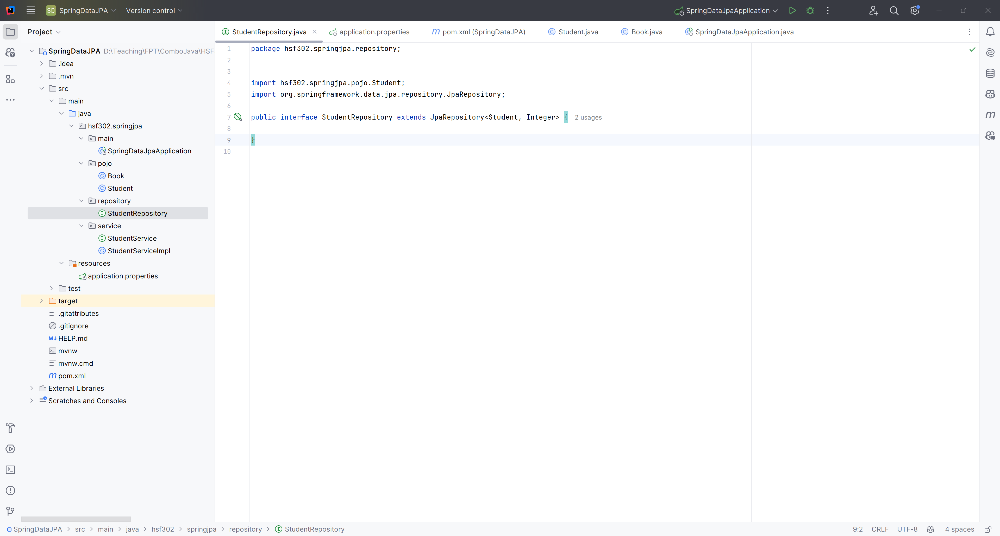 SD SpringDataJPA Version control SpringDataJpaApplication
Project
StudentRepository.java application.properties m pom.xml (SpringDataJPA) Student.java Book.java SpringDataJpaApplication.java
SpringDataJPA D:\Teaching\FPT\ComboJava\HSF
.idea
.mvn
src
main
java
hsf302.springjpa
main
SpringDataJpaApplication
pojo
Book
Student
repository
StudentRepository
service
StudentService
StudentServiceImpl
resources
application.properties
test
target
.gitattributes
.gitignore
M↓ HELP.md
mvnw
mvnw.cmd
m pom.xml
External Libraries
Scratches and Consoles
1 package hsf302.springjpa.repository;
2
3
4 import hsf302.springjpa.pojo.Student;
5 import org.springframework.data.jpa.repository.JpaRepository;
6
7 public interface StudentRepository extends JpaRepository<Student, Integer> { 2 usages
8
9 }
10
SpringDataJPA > src > main > java > hsf302 > springjpa > repository > StudentRepository 9:2 CRLF UTF-8 4 spaces